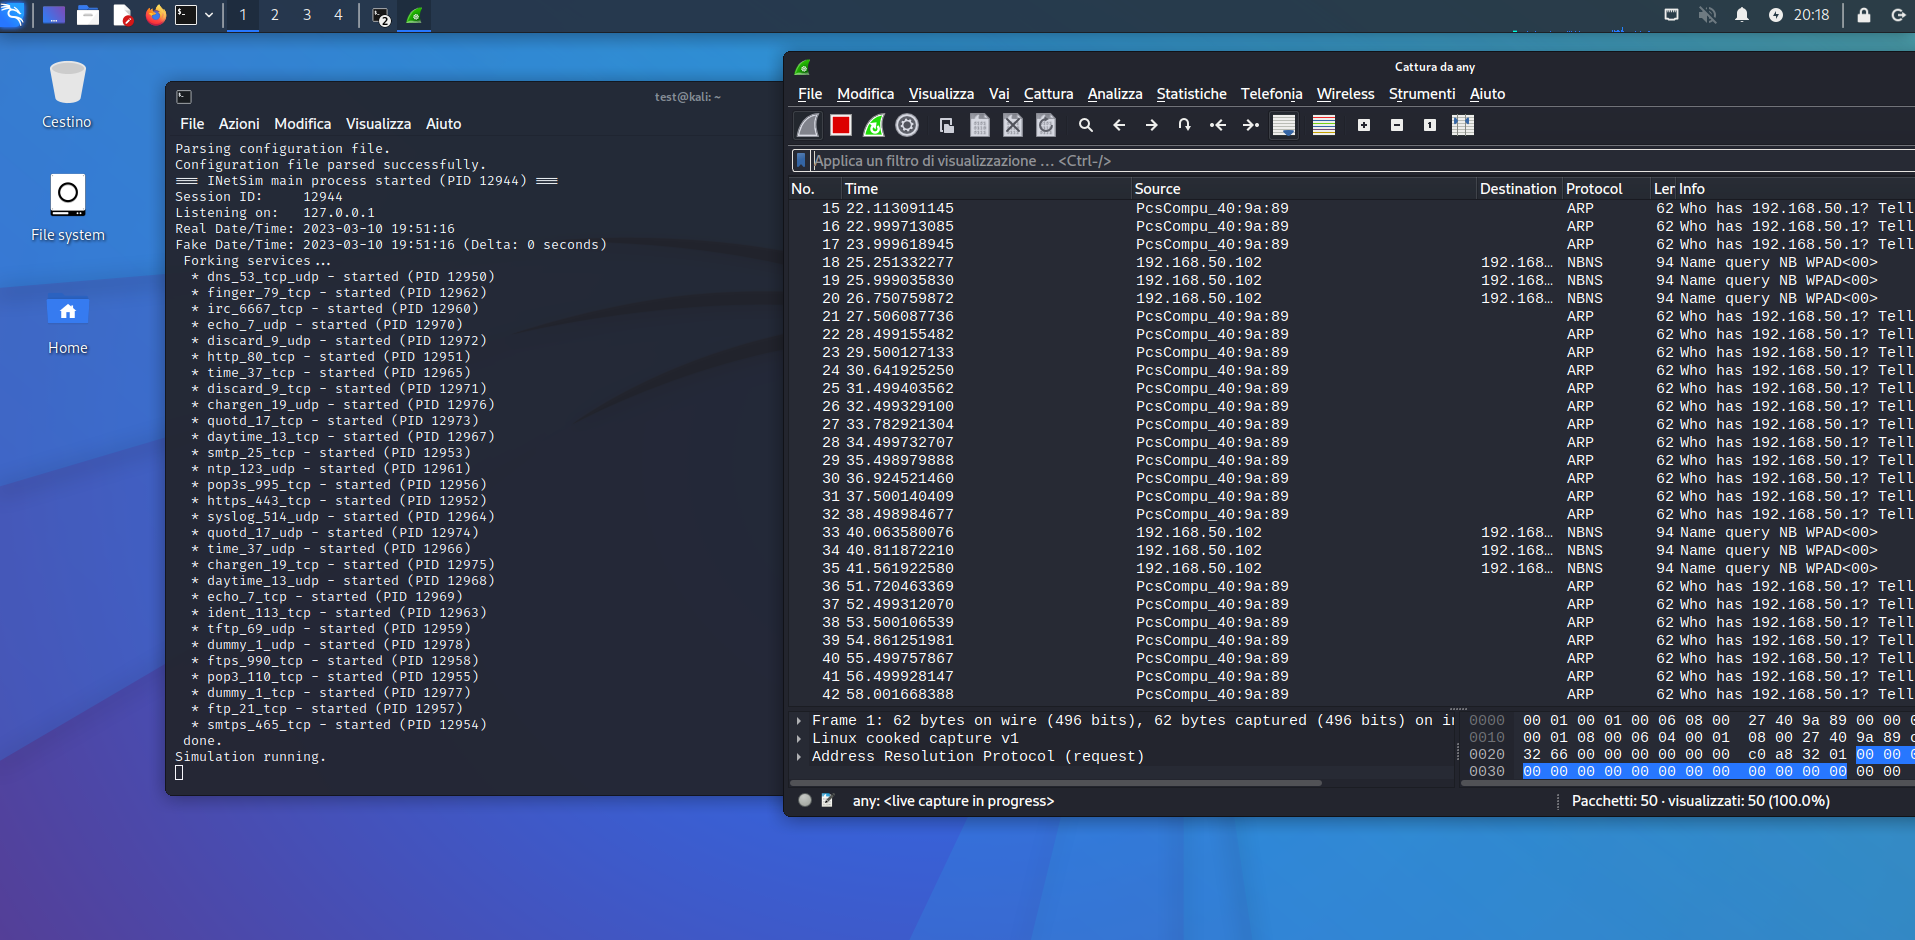 1 2 3 4 2 20:18
Cestino
File system
Home
test@kali: ~
File Azioni Modifica Visualizza Aiuto
Parsing configuration file.
Configuration file parsed successfully.
=== INetSim main process started (PID 12944) ===
Session ID: 12944
Listening on: 127.0.0.1
Real Date/Time: 2023-03-10 19:51:16
Fake Date/Time: 2023-03-10 19:51:16 (Delta: 0 seconds)
Forking services...
* dns_53_tcp_udp - started (PID 12950)
* finger_79_tcp - started (PID 12962)
* irc_6667_tcp - started (PID 12960)
* echo_7_udp - started (PID 12970)
* discard_9_udp - started (PID 12972)
* http_80_tcp - started (PID 12951)
* time_37_tcp - started (PID 12965)
* discard_9_tcp - started (PID 12971)
* chargen_19_udp - started (PID 12976)
* quotd_17_tcp - started (PID 12973)
* daytime_13_tcp - started (PID 12967)
* smtp_25_tcp - started (PID 12953)
* ntp_123_udp - started (PID 12961)
* pop3s_995_tcp - started (PID 12956)
* https_443_tcp - started (PID 12952)
* syslog_514_udp - started (PID 12964)
* quotd_17_udp - started (PID 12974)
* time_37_udp - started (PID 12966)
* chargen_19_tcp - started (PID 12975)
* daytime_13_udp - started (PID 12968)
* echo_7_tcp - started (PID 12969)
* ident_113_tcp - started (PID 12963)
* tftp_69_udp - started (PID 12959)
* dummy_1_udp - started (PID 12978)
* ftps_990_tcp - started (PID 12958)
* pop3_110_tcp - started (PID 12955)
* dummy_1_tcp - started (PID 12977)
* ftp_21_tcp - started (PID 12957)
* smtps_465_tcp - started (PID 12954)
done.
Simulation running.
Cattura da any
File Modifica Visualizza Vai Cattura Analizza Statistiche Telefonia Wireless Strumenti Aiuto
Applica un filtro di visualizzazione ... <Ctrl-/>
No. Time Source Destination Protocol Ler Info
15 22.113091145 PcsCompu_40:9a:89 ARP 62 Who has 192.168.50.1? Tell
16 22.999713085 PcsCompu_40:9a:89 ARP 62 Who has 192.168.50.1? Tell
17 23.999618945 PcsCompu_40:9a:89 ARP 62 Who has 192.168.50.1? Tell
18 25.251332277 192.168.50.102 192.168... NBNS 94 Name query NB WPAD<00>
19 25.999035830 192.168.50.102 192.168... NBNS 94 Name query NB WPAD<00>
20 26.750759872 192.168.50.102 192.168... NBNS 94 Name query NB WPAD<00>
21 27.506087736 PcsCompu_40:9a:89 ARP 62 Who has 192.168.50.1? Tell
22 28.499155482 PcsCompu_40:9a:89 ARP 62 Who has 192.168.50.1? Tell
23 29.500127133 PcsCompu_40:9a:89 ARP 62 Who has 192.168.50.1? Tell
24 30.641925250 PcsCompu_40:9a:89 ARP 62 Who has 192.168.50.1? Tell
25 31.499403562 PcsCompu_40:9a:89 ARP 62 Who has 192.168.50.1? Tell
26 32.499329100 PcsCompu_40:9a:89 ARP 62 Who has 192.168.50.1? Tell
27 33.782921304 PcsCompu_40:9a:89 ARP 62 Who has 192.168.50.1? Tell
28 34.499732707 PcsCompu_40:9a:89 ARP 62 Who has 192.168.50.1? Tell
29 35.498979888 PcsCompu_40:9a:89 ARP 62 Who has 192.168.50.1? Tell
30 36.924521460 PcsCompu_40:9a:89 ARP 62 Who has 192.168.50.1? Tell
31 37.500140409 PcsCompu_40:9a:89 ARP 62 Who has 192.168.50.1? Tell
32 38.498984677 PcsCompu_40:9a:89 ARP 62 Who has 192.168.50.1? Tell
33 40.063580076 192.168.50.102 192.168... NBNS 94 Name query NB WPAD<00>
34 40.811872210 192.168.50.102 192.168... NBNS 94 Name query NB WPAD<00>
35 41.561922580 192.168.50.102 192.168... NBNS 94 Name query NB WPAD<00>
36 51.720463369 PcsCompu_40:9a:89 ARP 62 Who has 192.168.50.1? Tell
37 52.499312070 PcsCompu_40:9a:89 ARP 62 Who has 192.168.50.1? Tell
38 53.500106539 PcsCompu_40:9a:89 ARP 62 Who has 192.168.50.1? Tell
39 54.861251981 PcsCompu_40:9a:89 ARP 62 Who has 192.168.50.1? Tell
40 55.499757867 PcsCompu_40:9a:89 ARP 62 Who has 192.168.50.1? Tell
41 56.499928147 PcsCompu_40:9a:89 ARP 62 Who has 192.168.50.1? Tell
42 58.001668388 PcsCompu_40:9a:89 ARP 62 Who has 192.168.50.1? Tell
Frame 1: 62 bytes on wire (496 bits), 62 bytes captured (496 bits) on i
Linux cooked capture v1
Address Resolution Protocol (request)
0000 00 01 00 01 00 06 08 00 27 40 9a 89 00 00 0
0010 00 01 08 00 06 04 00 01 08 00 27 40 9a 89 c
0020 32 66 00 00 00 00 00 00 c0 a8 32 01 00 00 0
0030 00 00 00 00 00 00 00 00 00 00 00 00 00 00
any: <live capture in progress>
Pacchetti: 50 · visualizzati: 50 (100.0%)